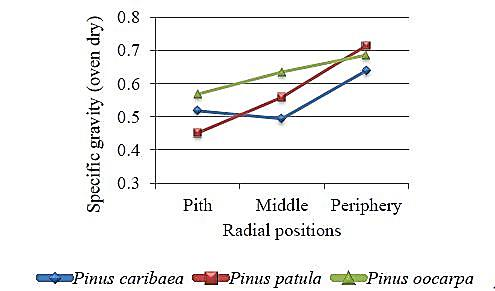 0.8
0.7
0.6
0.5
0.4
0.3
Specific gravity (oven dry)
Pith Middle Periphery
Radial positions
Pinus caribaea Pinus patula Pinus oocarpa